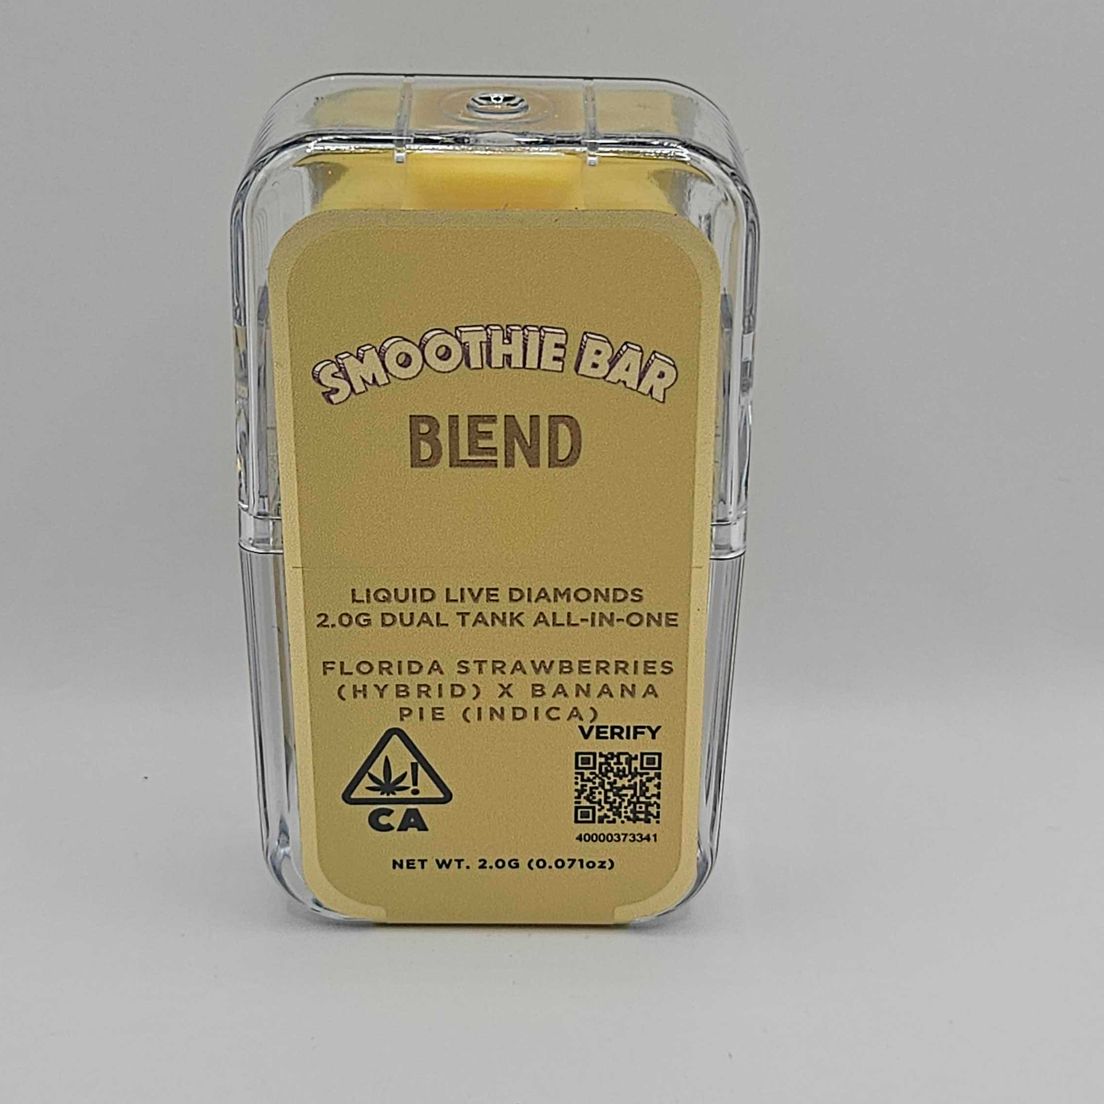 SMOOTHIE BAR
BLEND
LIQUID LIVE DIAMONDS
2.0G DUAL TANK ALL-IN-ONE
FLORIDA STRAWBERRIES
(HYBRID) X BANANA
PIE (INDICA)
VERIFY
CA
40000373341
NET WT. 2.0G (0.071oz)